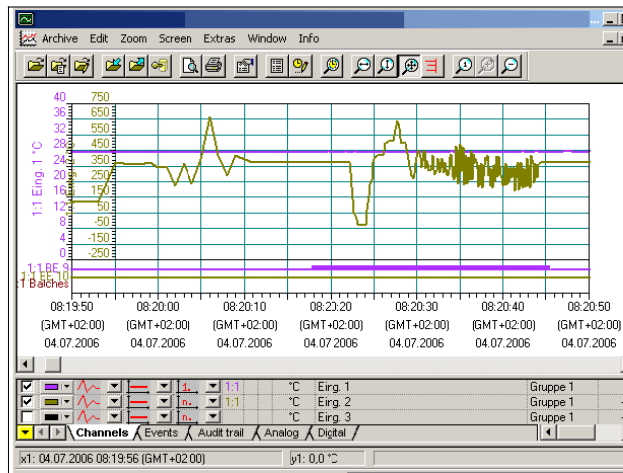 Archive Edit Zoom Screen Extras Window Info
40 750
36 650
32 550
28 450
24 350
20 250
16 150
12 50
8 -50
4 -150
0 -250
1:1 Eing. 1 °C
1:1 BE 9
1:1 BE 10
:1 Batches
08:19:50 08:20:00 08:20:10 08:20:20 08:20:30 08:20:40 08:20:50
(GMT+02:00) (GMT+02:00) (GMT+02:00) (GMT+02:00) (GMT+02:00) (GMT+02:00) (GMT+02:00)
04.07.2006 04.07.2006 04.07.2006 04.07.2006 04.07.2006 04.07.2006 04.07.2006
1. 1:1 °C Eirg. 1 Gruppe 1
n. 1:1 °C Eirg. 2 Gruppe 1
n. °C Eirg. 3
Channels Events Audit trail Analog Digital
x1: 04.07.2006 08:19:56 (GMT+02:00) y1: 0,0 °C